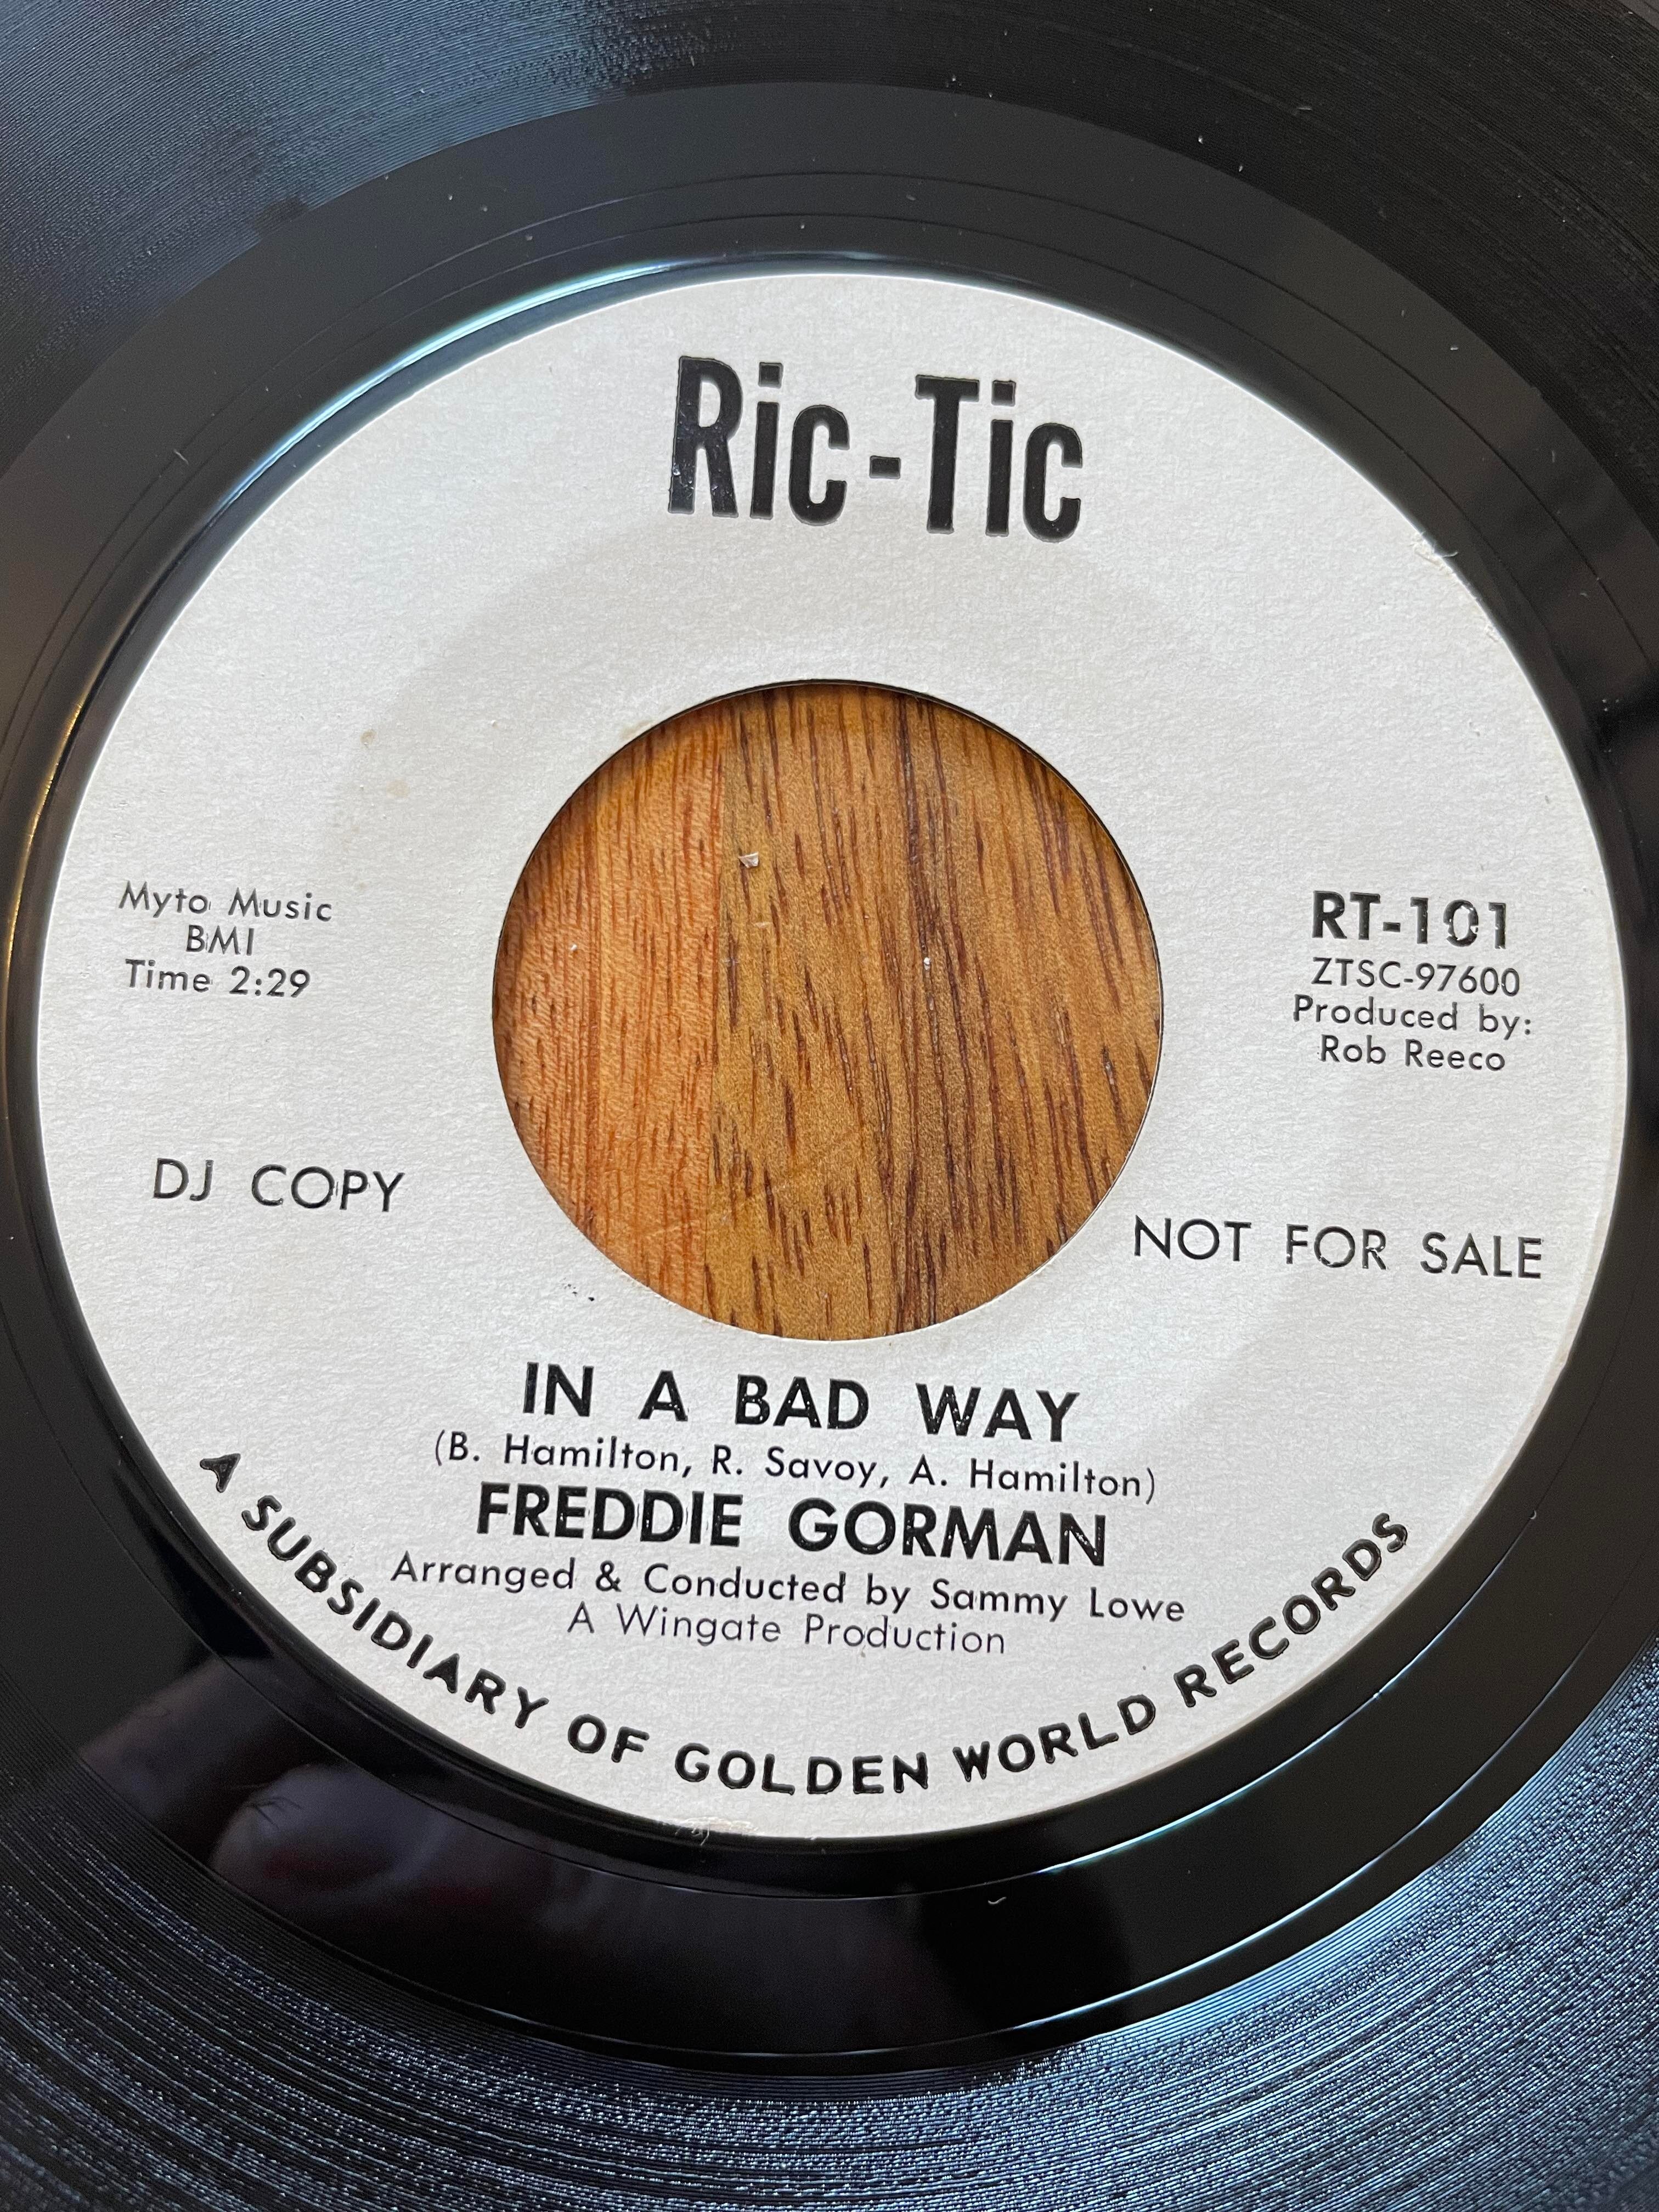 Ric-Tic
Myto Music
BMI
Time 2:29
RT-101
ZTSC-97600
Produced by:
Rob Reeco
DJ COPY
NOT FOR SALE
IN A BAD WAY
(B. Hamilton, R. Savoy, A. Hamilton)
FREDDIE GORMAN
Arranged & Conducted by Sammy Lowe
A Wingate Production
A SUBSIDIARY OF GOLDEN WORLD RECORDS